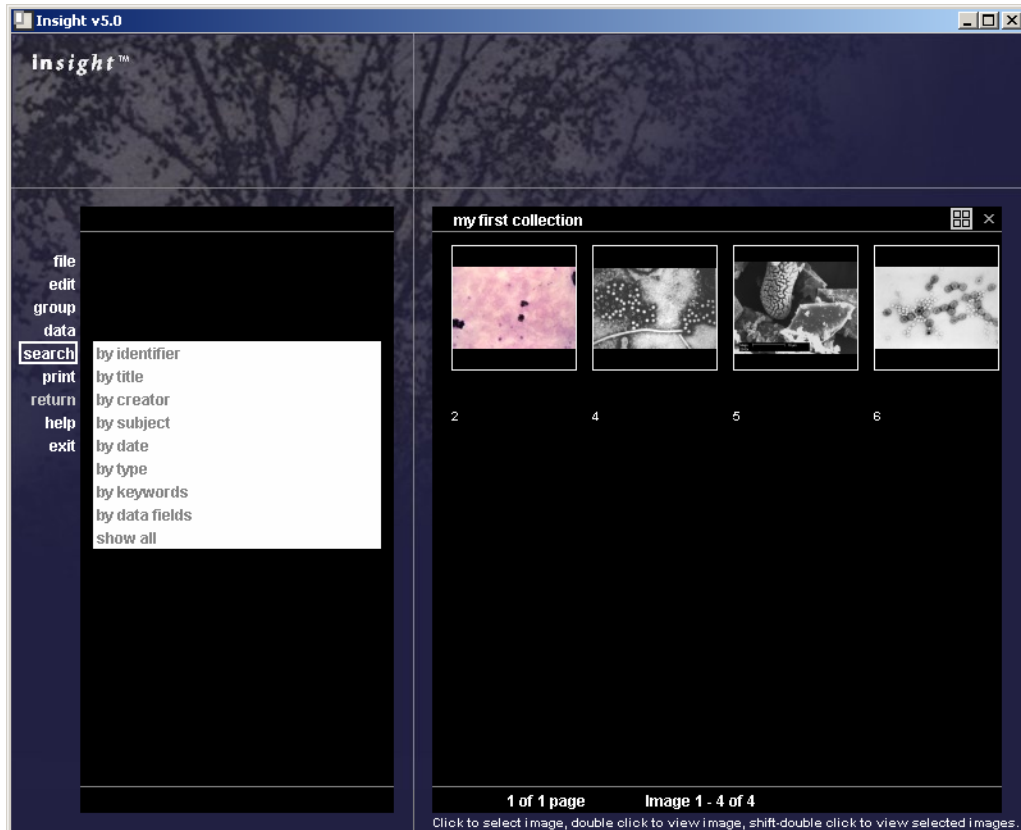 Insight v5.0
insight™
my first collection
file
edit
group
data
search
print
return
help
exit
by identifier
by title
by creator
by subject
by date
by type
by keywords
by data fields
show all
2 4 5 6
1 of 1 page Image 1 - 4 of 4
Click to select image, double click to view image, shift-double click to view selected images.